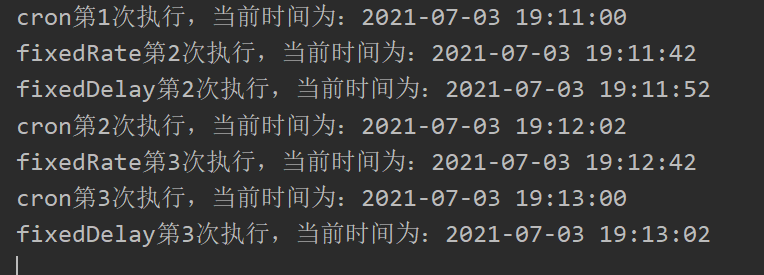 cron第1次执行，当前时间为：2021-07-03 19:11:00
fixedRate第2次执行，当前时间为：2021-07-03 19:11:42
fixedDelay第2次执行，当前时间为：2021-07-03 19:11:52
cron第2次执行，当前时间为：2021-07-03 19:12:02
fixedRate第3次执行，当前时间为：2021-07-03 19:12:42
cron第3次执行，当前时间为：2021-07-03 19:13:00
fixedDelay第3次执行，当前时间为：2021-07-03 19:13:02